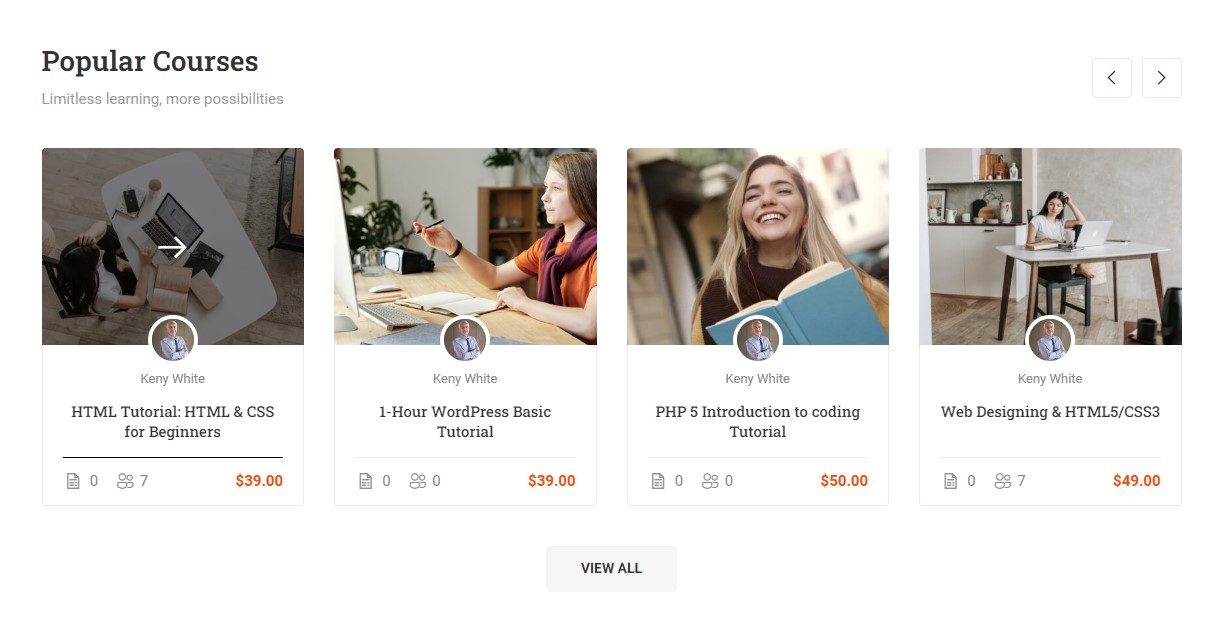 Popular Courses
Limitless learning, more possibilities
Keny White
HTML Tutorial: HTML & CSS
for Beginners
0 7 $39.00
Keny White
1-Hour WordPress Basic
Tutorial
0 0 $39.00
Keny White
PHP 5 Introduction to coding
Tutorial
0 0 $50.00
Keny White
Web Designing & HTML5/CSS3
0 7 $49.00
VIEW ALL